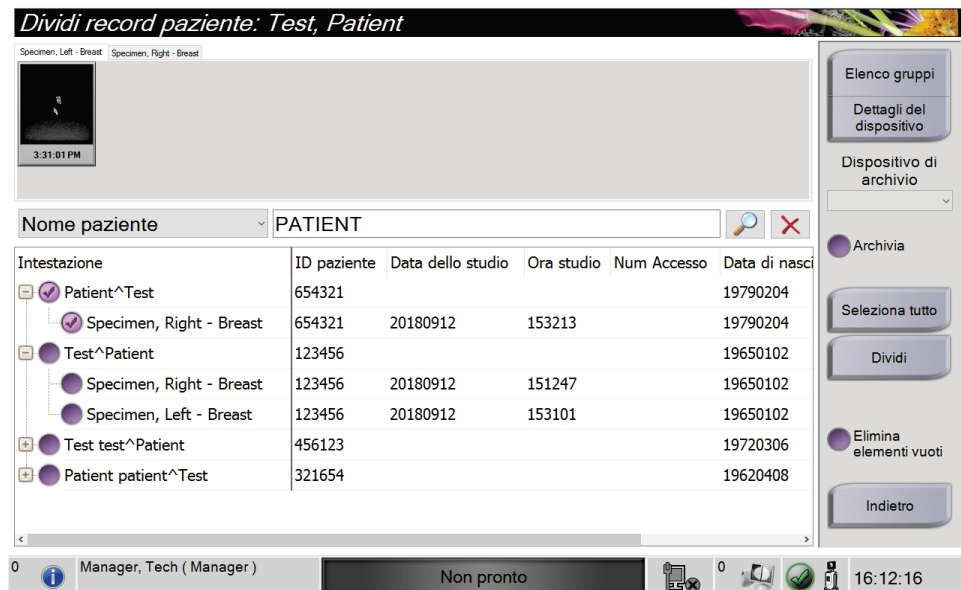 Dividi record paziente: Test, Patient
Specimen, Left - Breast Specimen, Right - Breast
3:31:01 PM
Nome paziente PATIENT
Intestazione ID paziente Data dello studio Ora studio Num Accesso Data di nasci
Patient^Test 654321 19790204
Specimen, Right - Breast 654321 20180912 153213 19790204
Test^Patient 123456 19650102
Specimen, Right - Breast 123456 20180912 151247 19650102
Specimen, Left - Breast 123456 20180912 153101 19650102
Test test^Patient 456123 19720306
Patient patient^Test 321654 19620408
Elenco gruppi
Dettagli del
dispositivo
Dispositivo di
archivio
Archivia
Seleziona tutto
Dividi
Elimina
elementi vuoti
Indietro
0 Manager, Tech ( Manager ) Non pronto 0 16:12:16